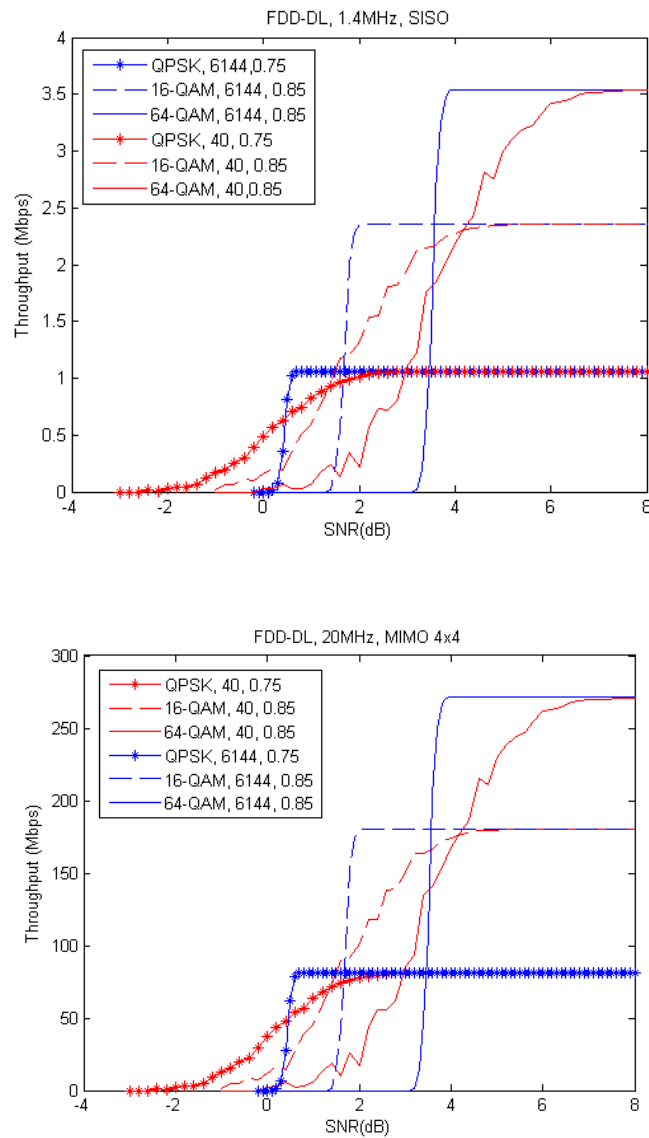 FDD-DL, 1.4MHz, SISO
4
3.5
3
2.5
2
1.5
1
0.5
0
Throughput (Mbps)
QPSK, 6144,0.75
16-QAM, 6144, 0.85
64-QAM, 6144, 0.85
QPSK, 40, 0.75
16-QAM, 40, 0.85
64-QAM, 40,0.85
-4 -2 0 2 4 6 8
SNR(dB)
FDD-DL, 20MHz, MIMO 4x4
300
250
200
150
100
50
0
Throughput (Mbps)
QPSK, 40, 0.75
16-QAM, 40, 0.85
64-QAM, 40, 0.85
QPSK, 6144, 0.75
16-QAM, 6144, 0.85
64-QAM, 6144, 0.85
-4 -2 0 2 4 6 8
SNR(dB)